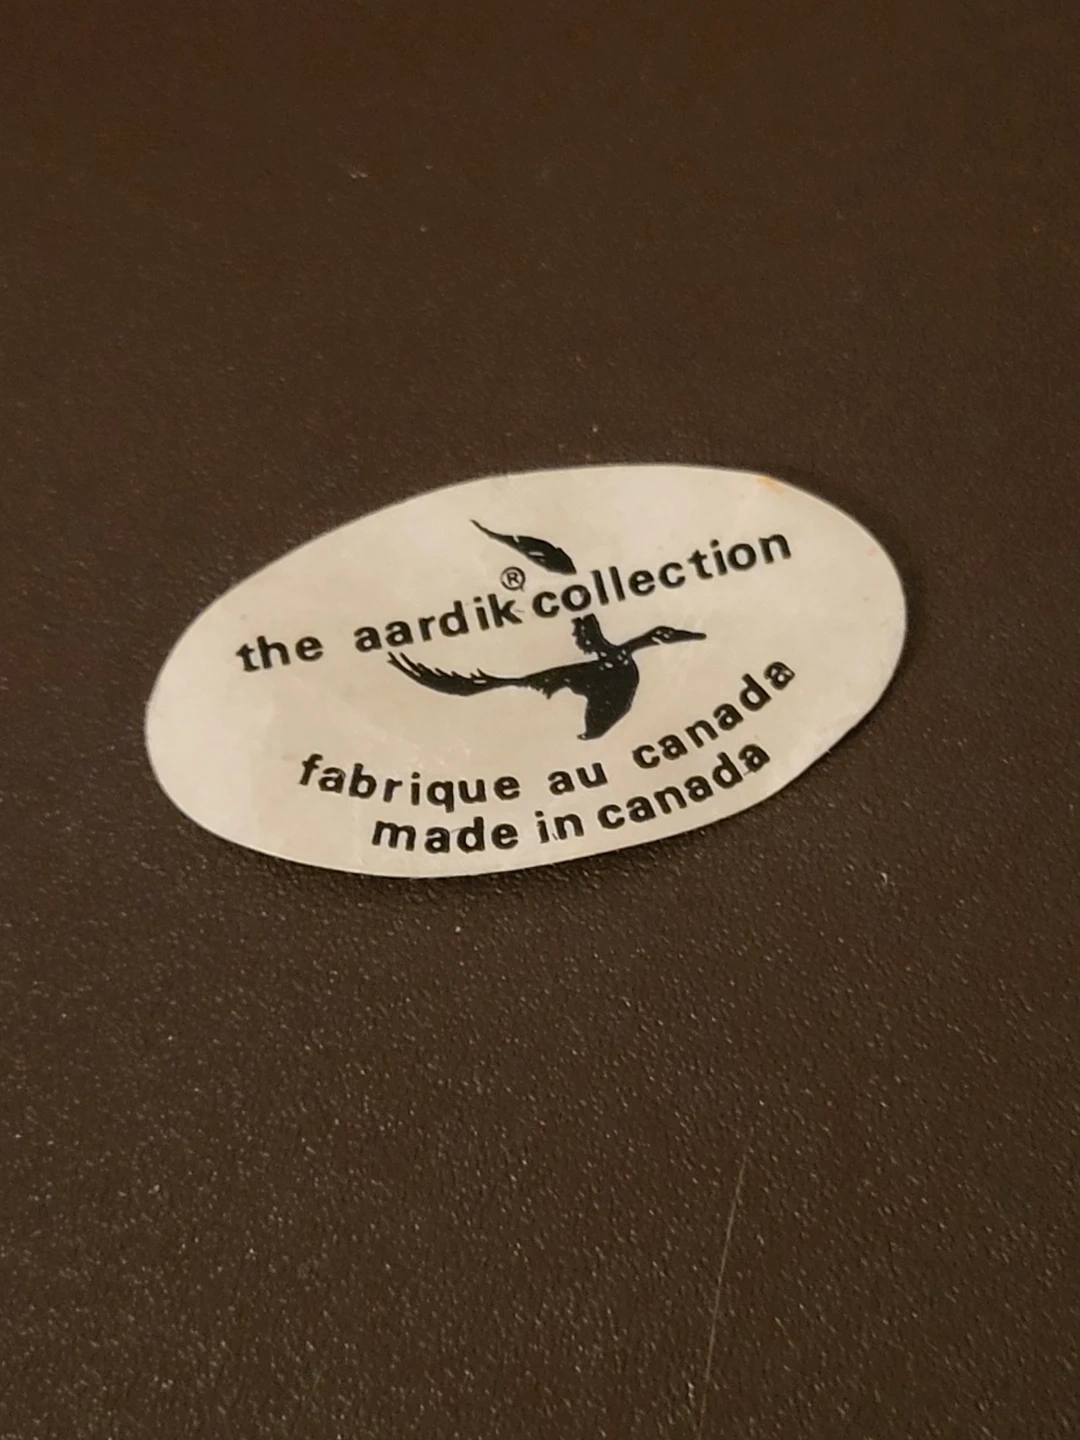 the aardik® collection
fabrique au canada
made in canada